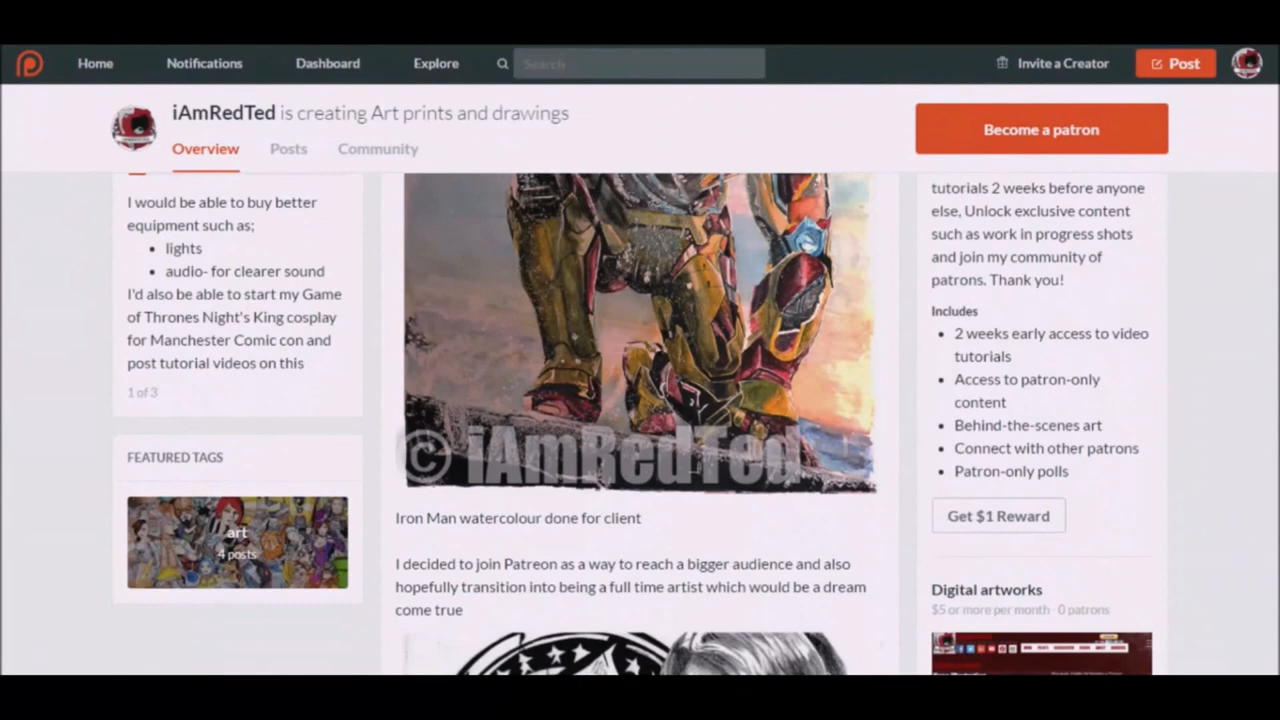 Home Notifications Dashboard Explore Search Invite a Creator Post
iAmRedTed is creating Art prints and drawings
Become a patron
Overview Posts Community
I would be able to buy better
equipment such as;
• lights
• audio- for clearer sound
I'd also be able to start my Game
of Thrones Night's King cosplay
for Manchester Comic con and
post tutorial videos on this
1 of 3
FEATURED TAGS
art
4 posts
© iAmRedTed
Iron Man watercolour done for client
I decided to join Patreon as a way to reach a bigger audience and also
hopefully transition into being a full time artist which would be a dream
come true
tutorials 2 weeks before anyone
else, Unlock exclusive content
such as work in progress shots
and join my community of
patrons. Thank you!
Includes
• 2 weeks early access to video
tutorials
• Access to patron-only
content
• Behind-the-scenes art
• Connect with other patrons
• Patron-only polls
Get $1 Reward
Digital artworks
$5 or more per month · 0 patrons